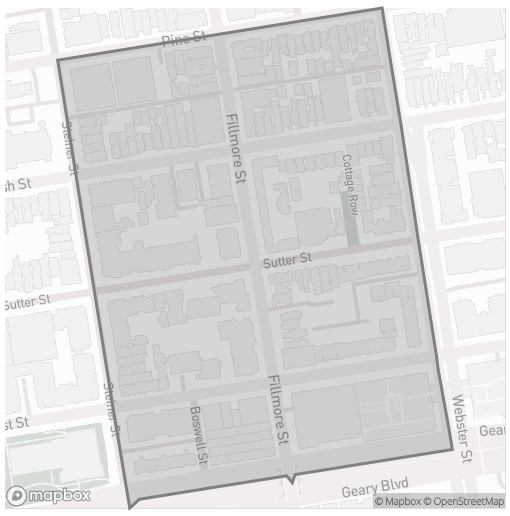 Pine St
Steiner St
Fillmore St
Cottage Row
sh St
Sutter St
Sutter St
Steiner St
Fillmore St
Boswell St
st St
Webster St
Gear
Geary Blvd
mapbox
© Mapbox © OpenStreetMap